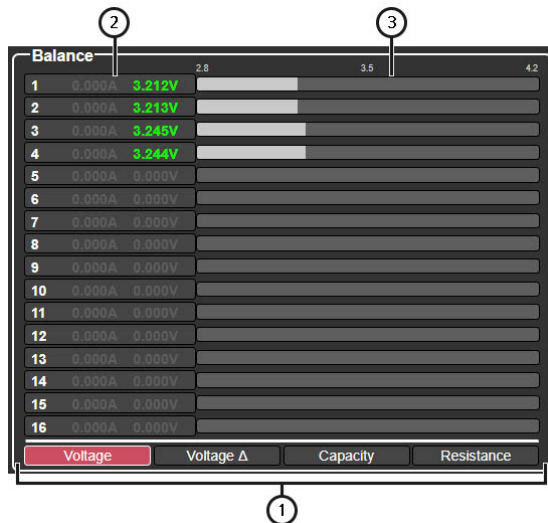 2 3
Balance
2.8 3.5 4.2
1 0.000A 3.212V
2 0.000A 3.213V
3 0.000A 3.245V
4 0.000A 3.244V
5 0.000A 0.000V
6 0.000A 0.000V
7 0.000A 0.000V
8 0.000A 0.000V
9 0.000A 0.000V
10 0.000A 0.000V
11 0.000A 0.000V
12 0.000A 0.000V
13 0.000A 0.000V
14 0.000A 0.000V
15 0.000A 0.000V
16 0.000A 0.000V
Voltage Voltage Δ Capacity Resistance
1